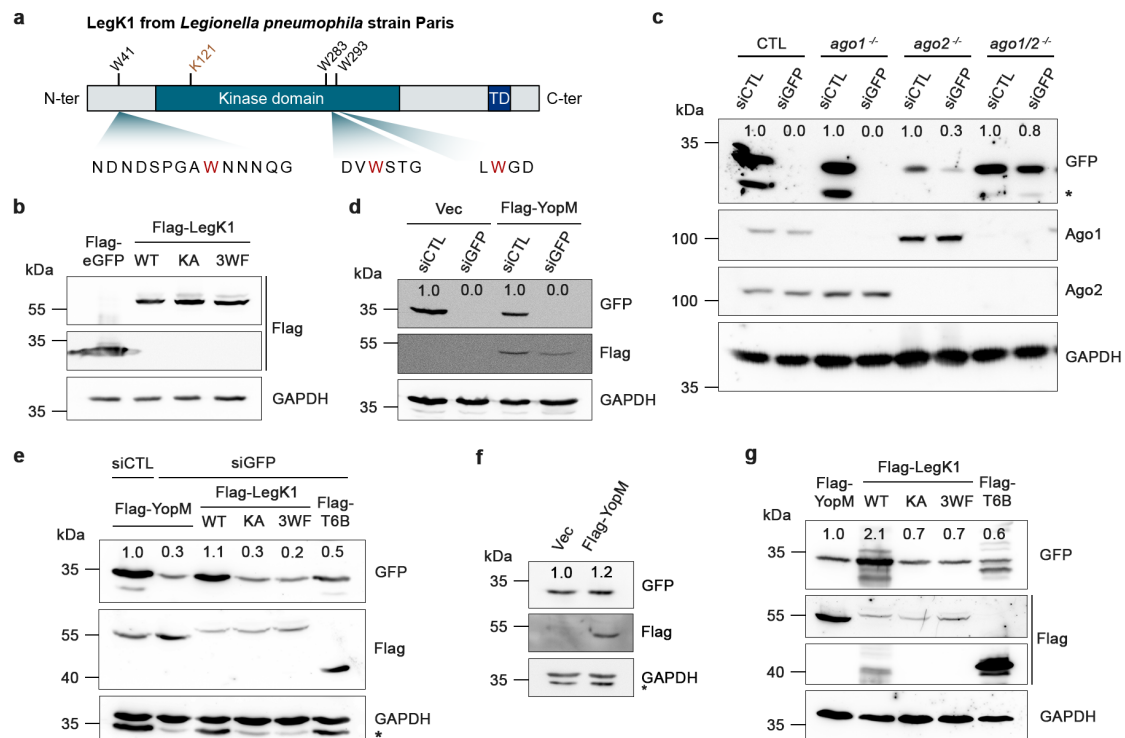 a
LegK1 from Legionella pneumophila strain Paris
W41
K121
W283
W293
N-ter
Kinase domain
TD
C-ter
NDNDSPGAWNNNQG
DVWSTG
LWGD
b
Flag-eGFP
Flag-LegK1
WT KA 3WF
kDa
55
35
Flag
35
GAPDH
d
Vec Flag-YopM
siCTL siGFP siCTL siGFP
kDa
1.0 0.0 1.0 0.0
35
GFP
55
Flag
35
GAPDH
c
CTL ago1 -/- ago2 -/- ago1/2 -/-
siCTL siGFP siCTL siGFP siCTL siGFP siCTL siGFP
kDa
1.0 0.0 1.0 0.0 1.0 0.3 1.0 0.8
35
GFP
*
100
Ago1
100
Ago2
GAPDH
35
e
siCTL siGFP
Flag-YopM
Flag-LegK1
WT KA 3WF
Flag-T6B
kDa
1.0 0.3 1.1 0.3 0.2 0.5
35
GFP
55
Flag
40
35
GAPDH
*
f
Vec Flag-YopM
kDa
1.0 1.2
35
GFP
55
Flag
35
GAPDH
*
g
Flag-YopM
Flag-LegK1
WT KA 3WF
Flag-T6B
kDa
1.0 2.1 0.7 0.7 0.6
35
GFP
55
Flag
40
35
GAPDH